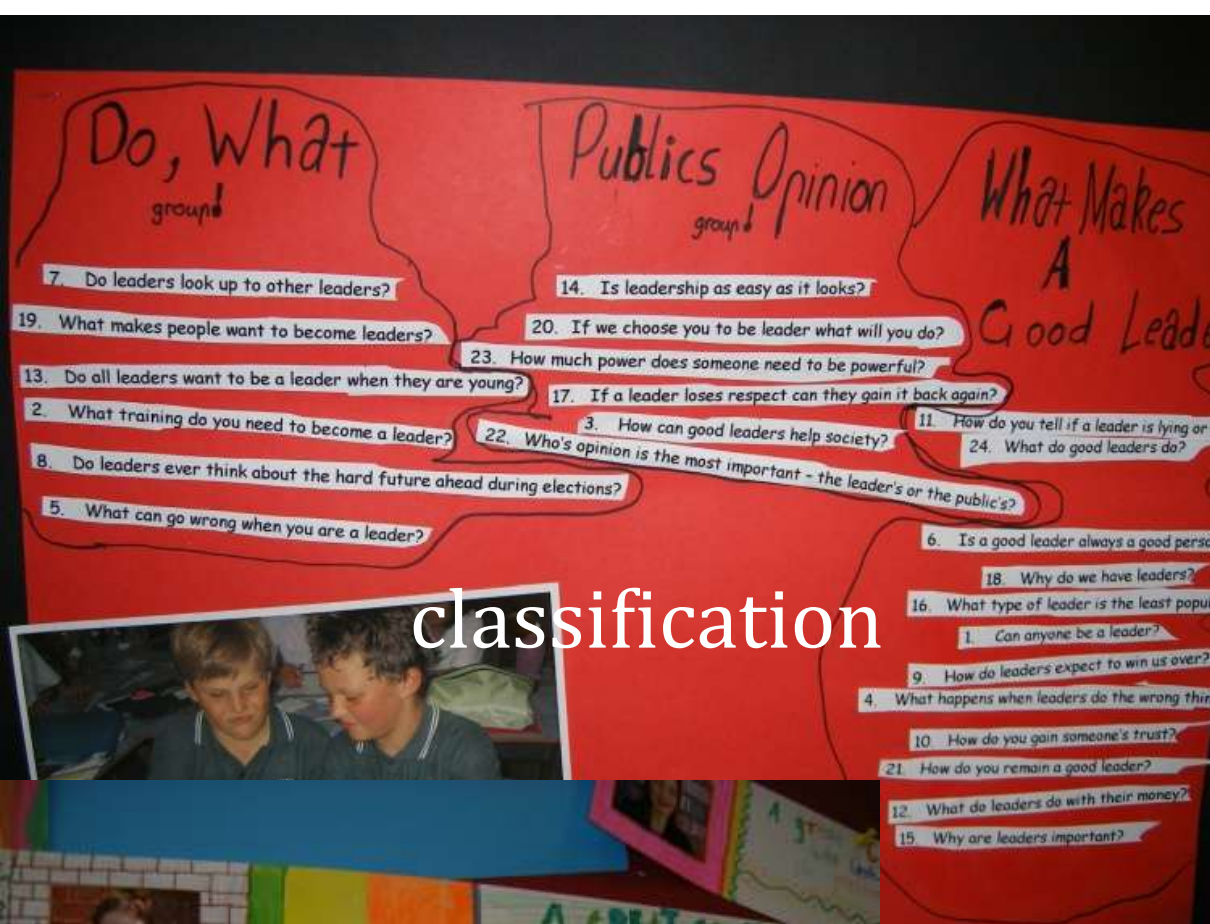 Do, What
group!
7. Do leaders look up to other leaders?
19. What makes people want to become leaders?
13. Do all leaders want to be a leader when they are young?
2. What training do you need to become a leader?
8. Do leaders ever think about the hard future ahead during elections?
5. What can go wrong when you are a leader?
Publics Opinion
group!
14. Is leadership as easy as it looks?
20. If we choose you to be leader what will you do?
23. How much power does someone need to be powerful?
17. If a leader loses respect can they gain it back again?
3. How can good leaders help society?
22. Who's opinion is the most important - the leader's or the public's?
What Makes
A
Good Leade
11. How do you tell if a leader is lying or
24. What do good leaders do?
6. Is a good leader always a good perso
18. Why do we have leaders?
16. What type of leader is the least popul
1. Can anyone be a leader?
9. How do leaders expect to win us over?
4. What happens when leaders do the wrong thin
10. How do you gain someone's trust?
21. How do you remain a good leader?
12. What do leaders do with their money?
15. Why are leaders important?
classification
A
A GREAT